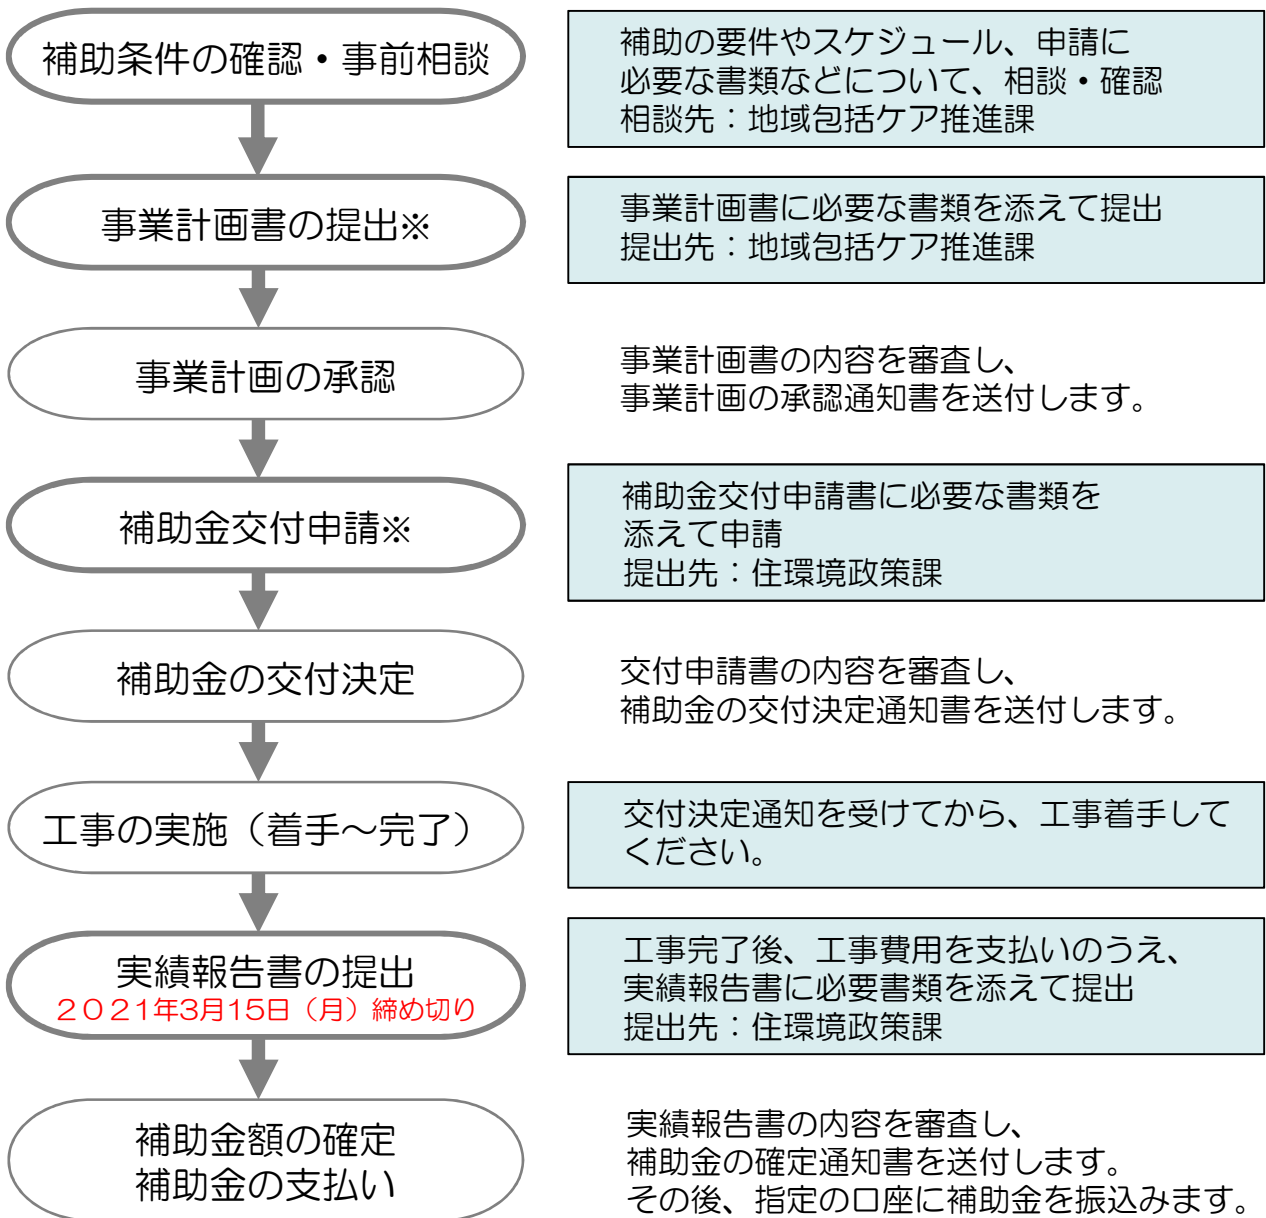 補助条件の確認・事前相談
補助の要件やスケジュール、申請に
必要な書類などについて、相談・確認
相談先：地域包括ケア推進課
事業計画書の提出※
事業計画書に必要な書類を添えて提出
提出先：地域包括ケア推進課
事業計画の承認
事業計画書の内容を審査し、
事業計画の承認通知書を送付します。
補助金交付申請※
補助金交付申請書に必要な書類を
添えて申請
提出先：住環境政策課
補助金の交付決定
交付申請書の内容を審査し、
補助金の交付決定通知書を送付します。
工事の実施（着手～完了）
交付決定通知を受けてから、工事着手して
ください。
実績報告書の提出
２０２１年３月１５日（月）締め切り
工事完了後、工事費用を支払いのうえ、
実績報告書に必要書類を添えて提出
提出先：住環境政策課
補助金額の確定
補助金の支払い
実績報告書の内容を審査し、
補助金の確定通知書を送付します。
その後、指定の口座に補助金を振込みます。